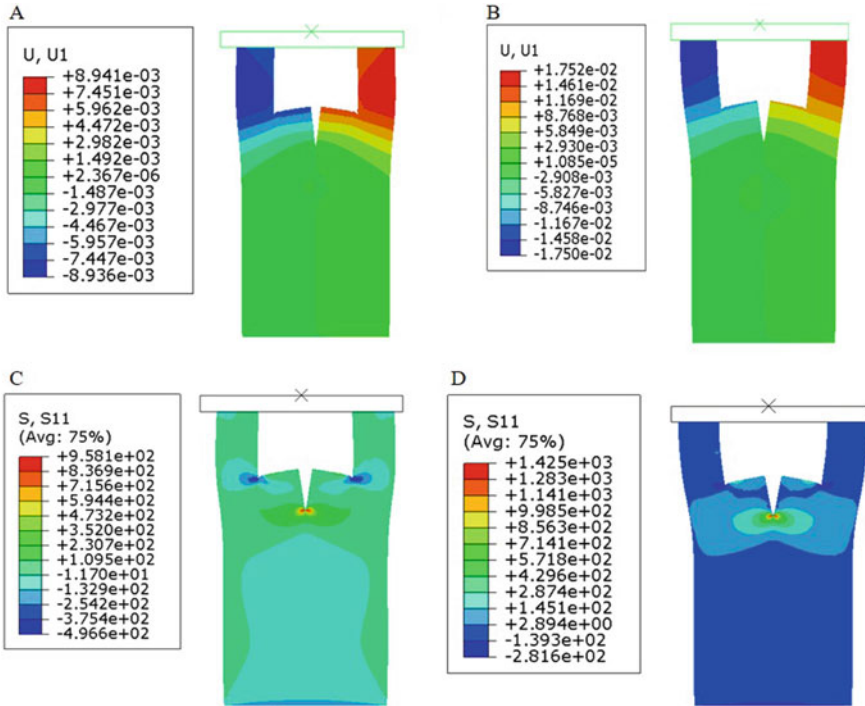 A
U, U1
+8.941e-03
+7.451e-03
+5.962e-03
+4.472e-03
+2.982e-03
+1.492e-03
+2.367e-06
-1.487e-03
-2.977e-03
-4.467e-03
-5.957e-03
-7.447e-03
-8.936e-03
B
U, U1
+1.752e-02
+1.461e-02
+1.169e-02
+8.768e-03
+5.849e-03
+2.930e-03
+1.085e-05
-2.908e-03
-5.827e-03
-8.746e-03
-1.167e-02
-1.458e-02
-1.750e-02
C
S, S11
(Avg: 75%)
+9.581e+02
+8.369e+02
+7.156e+02
+5.944e+02
+4.732e+02
+3.520e+02
+2.307e+02
+1.095e+02
-1.170e+01
-1.329e+02
-2.542e+02
-3.754e+02
-4.966e+02
D
S, S11
(Avg: 75%)
+1.425e+03
+1.283e+03
+1.141e+03
+9.985e+02
+8.563e+02
+7.141e+02
+5.718e+02
+4.296e+02
+2.874e+02
+1.451e+02
+2.894e+00
-1.393e+02
-2.816e+02